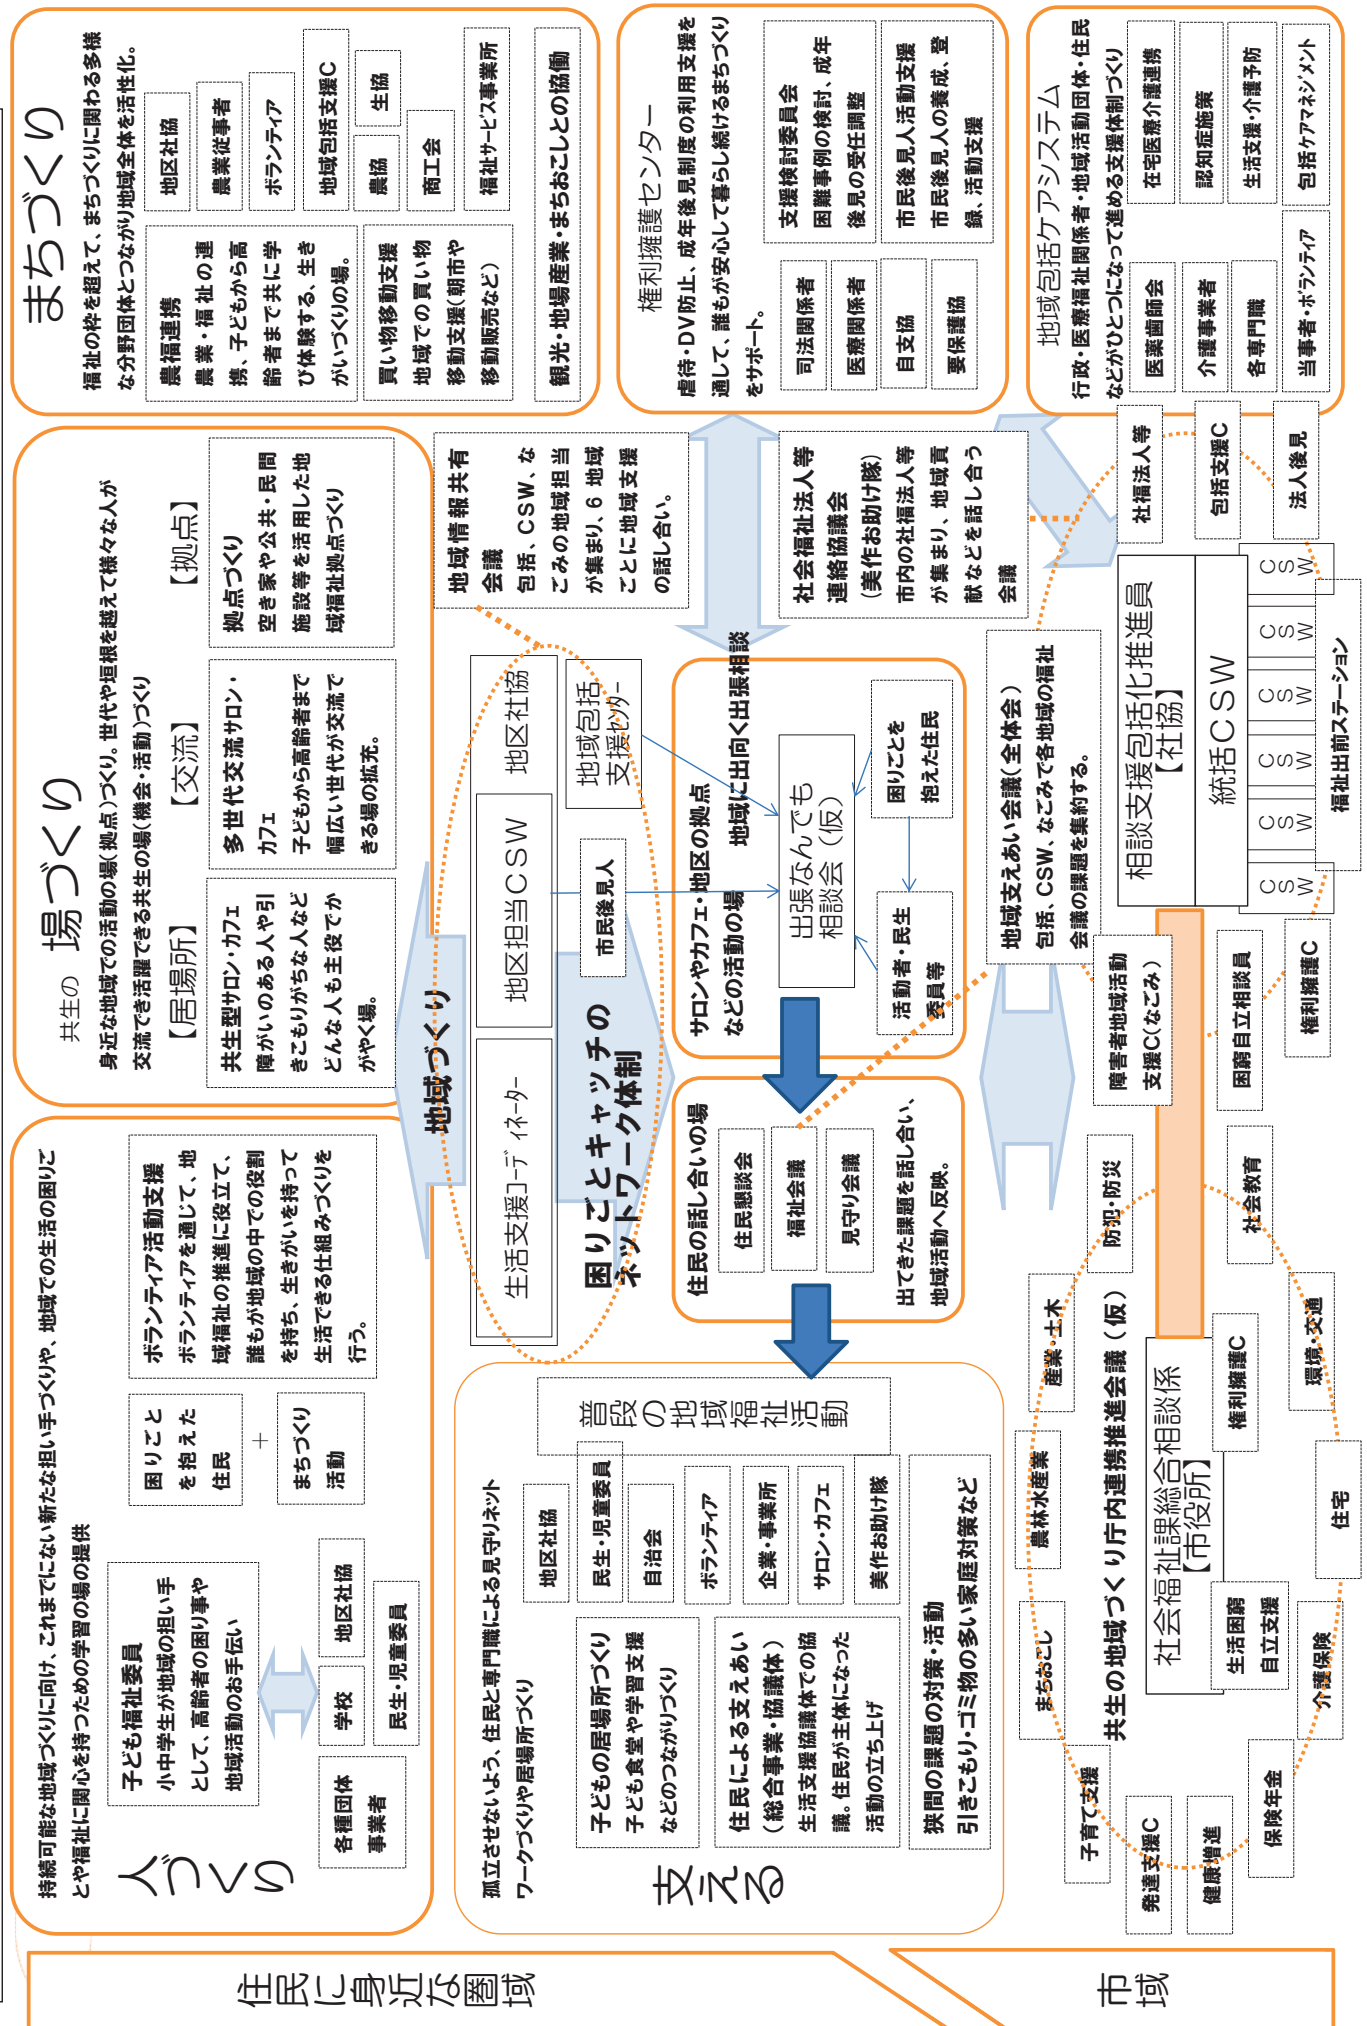 住民に身近な圏域
市域
人づくり
持続可能な地域づくりに向け、これまでにない新たな担い手づくりや、地域での生活の困りご
とや福祉に関心を持つための学習の場の提供
子ども福祉委員
小中学生が地域の担い手
として、高齢者の困り事や
地域活動のお手伝い
各種団体
事業者
学校
地区社協
民生・児童委員
困りごと
を抱えた
住民
＋
まちづくり
活動
ボランティア活動支援
ボランティアを通じて、地
域福祉の推進に役立て、
誰もが地域の中での役割
を持ち、生きがいを持って
生活できる仕組みづくりを
行う。
共生の 場づくり
身近な地域での活動の場(拠点)づくり。世代や垣根を越えて様々な人が
交流でき活躍できる共生の場(機会・活動)づくり
【居場所】
【交流】
【拠点】
共生型サロン・カフェ
障がいのある人や引
きこもりがちな人など
どんな人も主役でか
がやく場。
多世代交流サロン・
カフェ
子どもから高齢者まで
幅広い世代が交流で
きる場の拡充。
拠点づくり
空き家や公共・民間
施設等を活用した地
域福祉拠点づくり
まちづくり
福祉の枠を超えて、まちづくりに関わる多様
な分野団体とつながり地域全体を活性化。
農福連携
農業・福祉の連
携、子どもから高
齢者まで共に学
び体験する、生き
がいづくりの場。
買い物移動支援
地域での買い物
移動支援(朝市や
移動販売など)
観光・地場産業・まちおこしとの協働
地区社協
農業従事者
ボランティア
地域包括支援C
農協
生協
商工会
福祉サービス事業所
地域づくり
生活支援コーディネーター
地区担当CSW
地区社協
地域包括
支援センター
市民後見人
困りごとキャッチの
ネットワーク体制
地域情報共有
会議
包括、CSW、な
ごみの地域担当
が集まり、6 地域
ごとに地域支援
の話し合い。
支える
孤立させないよう、住民と専門職による見守りネット
ワークづくりや居場所づくり
子どもの居場所づくり
子ども食堂や学習支援
などのつながりづくり
住民による支えあい
(総合事業・協議体)
生活支援協議体での協
議。住民が主体になった
活動の立ち上げ
狭間の課題の対策・活動
引きこもり・ゴミ物の多い家庭対策など
地区社協
民生・児童委員
自治会
ボランティア
企業・事業所
サロン・カフェ
美作お助け隊
普段の地域福祉活動
住民の話し合いの場
住民懇談会
福祉会議
見守り会議
出てきた課題を話し合い、
地域活動へ反映。
サロンやカフェ・地区の拠点
などの活動の場
地域に出向く出張相談
出張なんでも
相談会(仮)
活動者・民生
委員等
困りごとを
抱えた住民
権利擁護センター
虐待・DV防止、成年後見制度の利用支援を
通して、誰もが安心して暮らし続けるまちづくり
をサポート。
司法関係者
医療関係者
自支協
要保護協
支援検討委員会
困難事例の検討、成年
後見の受任調整
市民後見人活動支援
市民後見人の養成、登
録、活動支援
社会福祉法人等
連絡協議会
(美作お助け隊)
市内の社福法人等
が集まり、地域貢
献などを話し合う
会議
地域支えあい会議(全体会)
包括、CSW、なごみで各地域の福祉
会議の課題を集約する。
地域包括ケアシステム
行政・医療福祉関係者・地域活動団体・住民
などがひとつになって進める支援体制づくり
医薬歯師会
介護事業者
各専門職
当事者・ボランティア
在宅医療介護連携
認知症施策
生活支援・介護予防
包括ケアマネジメント
共生の地域づくり庁内連携推進会議(仮)
社会福祉課総合相談係
【市役所】
生活困窮
自立支援
権利擁護C
子育て支援
まちおこし
農林水産業
産業・土木
防犯 防災
社会教育
環境・交通
住宅
介護保険
保険年金
健康増進
発達支援C
相談支援包括化推進員
【社協】
統括CSW
CSW
CSW
CSW
CSW
CSW
CSW
福祉出前ステーション
障害者地域活動
支援C(なごみ)
困窮自立相談員
権利擁護C
社福法人等
包括支援C
法人後見